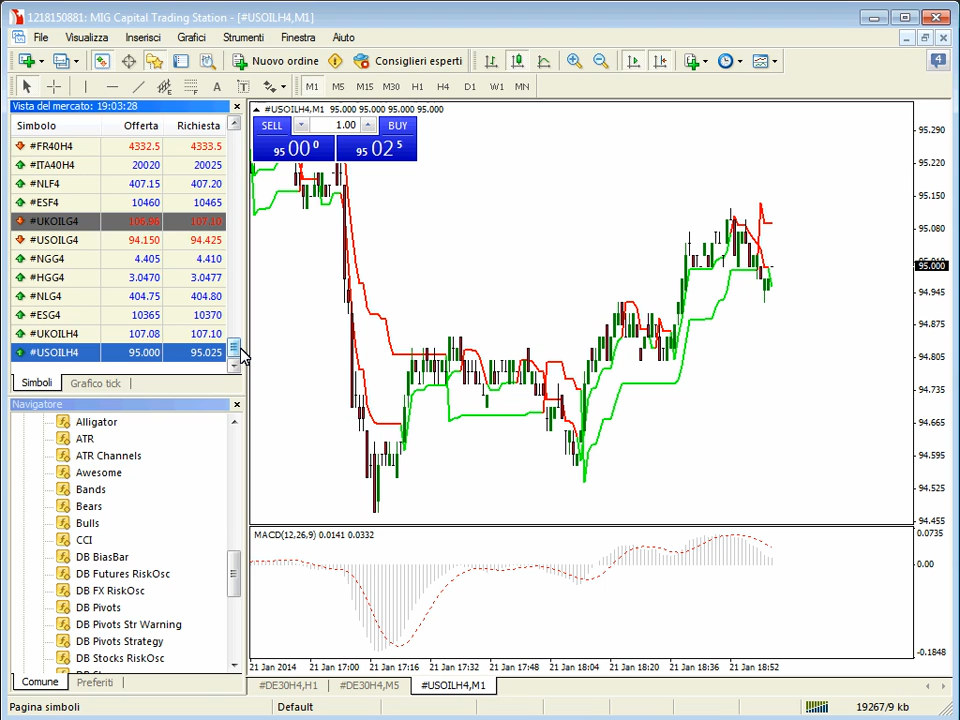 1218150881: MIG Capital Trading Station - [#USOILH4,M1]
File Visualizza Inserisci Grafici Strumenti Finestra Aiuto
Nuovo ordine Consiglieri esperti 4
A T M1 M5 M15 M30 H1 H4 D1 W1 MN
Vista del mercato: 19:03:28
Simbolo Offerta Richiesta
#FR40H4 4332.5 4333.5
#ITA40H4 20020 20025
#NLF4 407.15 407.20
#ESF4 10460 10465
#UKOILG4 106.96 107.10
#USOILG4 94.150 94.425
#NGG4 4.405 4.410
#HGG4 3.0470 3.0477
#NLG4 404.75 404.80
#ESG4 10365 10370
#UKOILH4 107.08 107.10
#USOILH4 95.000 95.025
Simboli Grafico tick
Navigatore
Alligator
ATR
ATR Channels
Awesome
Bands
Bears
Bulls
CCI
DB BiasBar
DB Futures RiskOsc
DB FX RiskOsc
DB Pivots
DB Pivots Str Warning
DB Pivots Strategy
DB Stocks RiskOsc
Comune Preferiti
#USOILH4,M1 95.000 95.000 95.000 95.000
SELL 1.00 BUY
95 00 0 95 02 5
95.290
95.220
95.150
95.080
95.000
94.945
94.875
94.805
94.735
94.665
94.595
94.525
94.455
MACD(12,26,9) 0.0141 0.0332
0.0735
0.00
-0.1848
21 Jan 2014 21 Jan 17:00 21 Jan 17:16 21 Jan 17:32 21 Jan 17:48 21 Jan 18:04 21 Jan 18:20 21 Jan 18:36 21 Jan 18:52
#DE30H4,H1 #DE30H4,M5 #USOILH4,M1
Pagina simboli Default 19267/9 kb